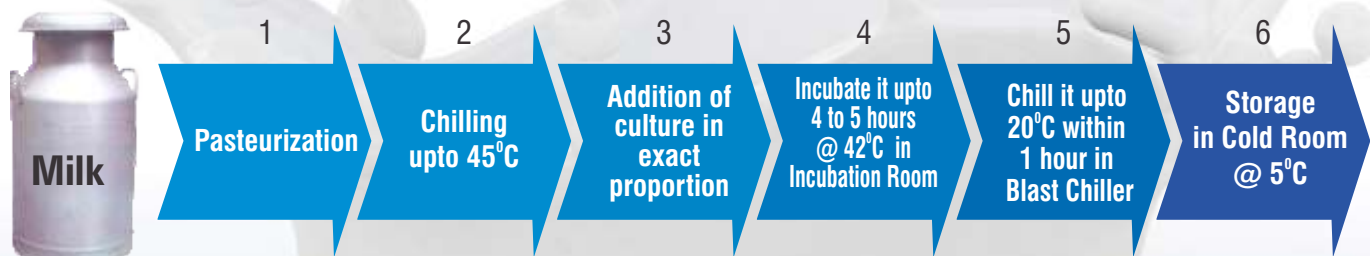 Milk
1
Pasteurization
2
Chilling
upto 45⁰C
3
Addition of
culture in
exact
proportion
4
Incubate it upto
4 to 5 hours
@ 42⁰C in
Incubation Room
5
Chill it upto
20⁰C within
1 hour in
Blast Chiller
6
Storage
in Cold Room
@ 5⁰C